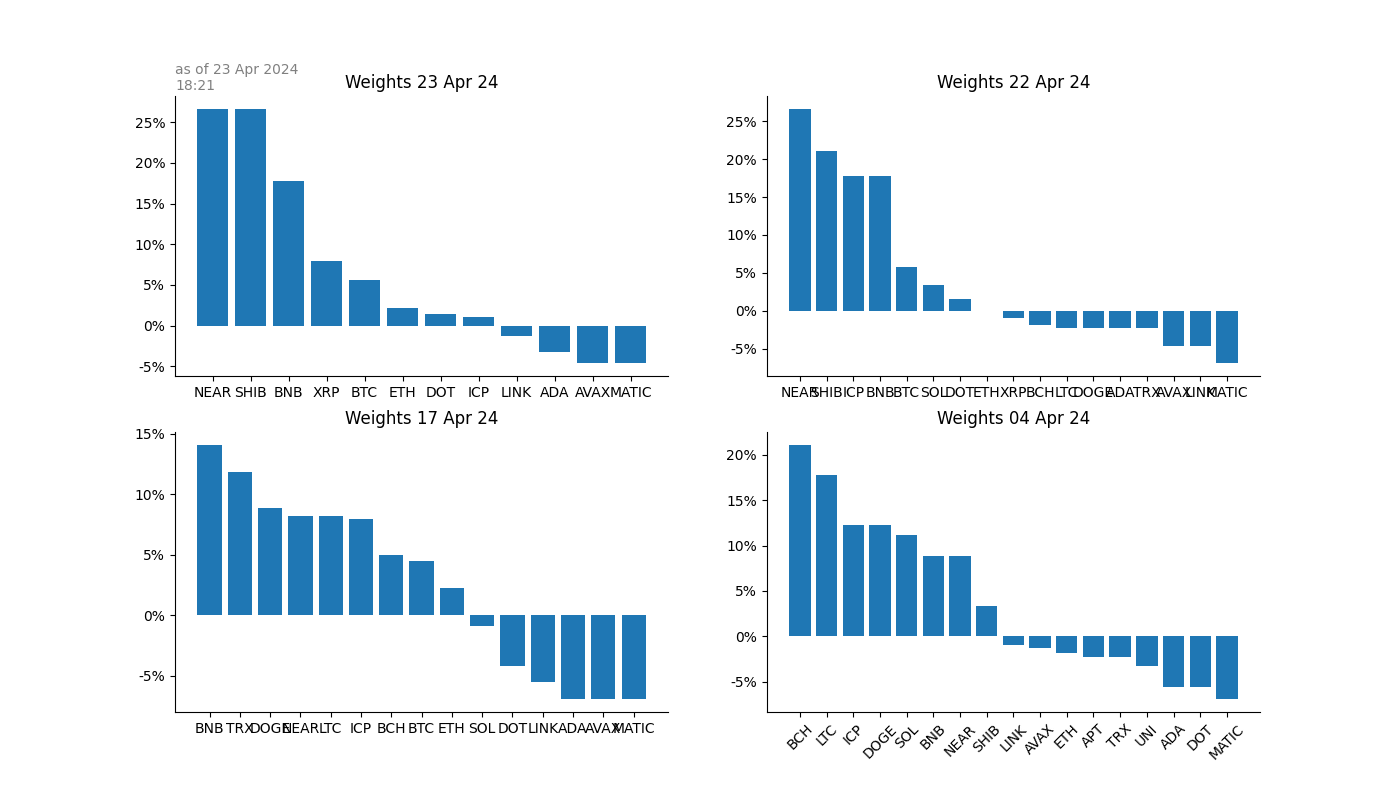 as of 23 Apr 2024
18:21
Weights 23 Apr 24
25%
20%
15%
10%
5%
0%
-5%
NEAR SHIB BNB XRP BTC ETH DOT ICP LINK ADA AVAX MATIC
Weights 22 Apr 24
25%
20%
15%
10%
5%
0%
-5%
NEAR SHIB ICP BNB BTC SOL DOT ETH XRP BCH LTC DOGE ADA TRX AVAX LINK MATIC
Weights 17 Apr 24
15%
10%
5%
0%
-5%
BNB TRX DOGE NEAR LTC ICP BCH BTC ETH SOL DOT LINK ADA AVAX MATIC
Weights 04 Apr 24
20%
15%
10%
5%
0%
-5%
BCH LTC ICP DOGE SOL BNB NEAR SHIB LINK AVAX ETH APT TRX UNI ADA DOT MATIC